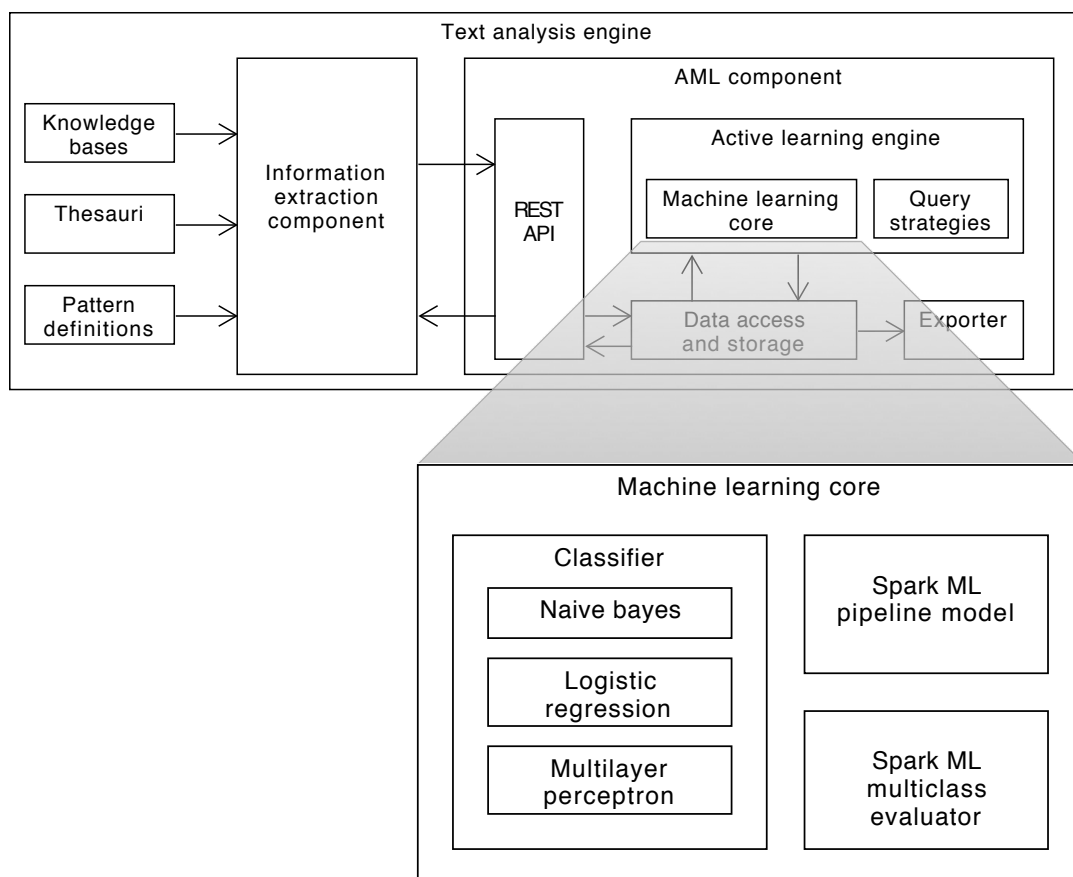 Text analysis engine
Knowledge
bases
Thesauri
Pattern
definitions
Information
extraction
component
AML component
REST
API
Active learning engine
Machine learning
core
Query
strategies
Data access
and storage
Exporter
Machine learning core
Classifier
Naive bayes
Logistic
regression
Multilayer
perceptron
Spark ML
pipeline model
Spark ML
multiclass
evaluator